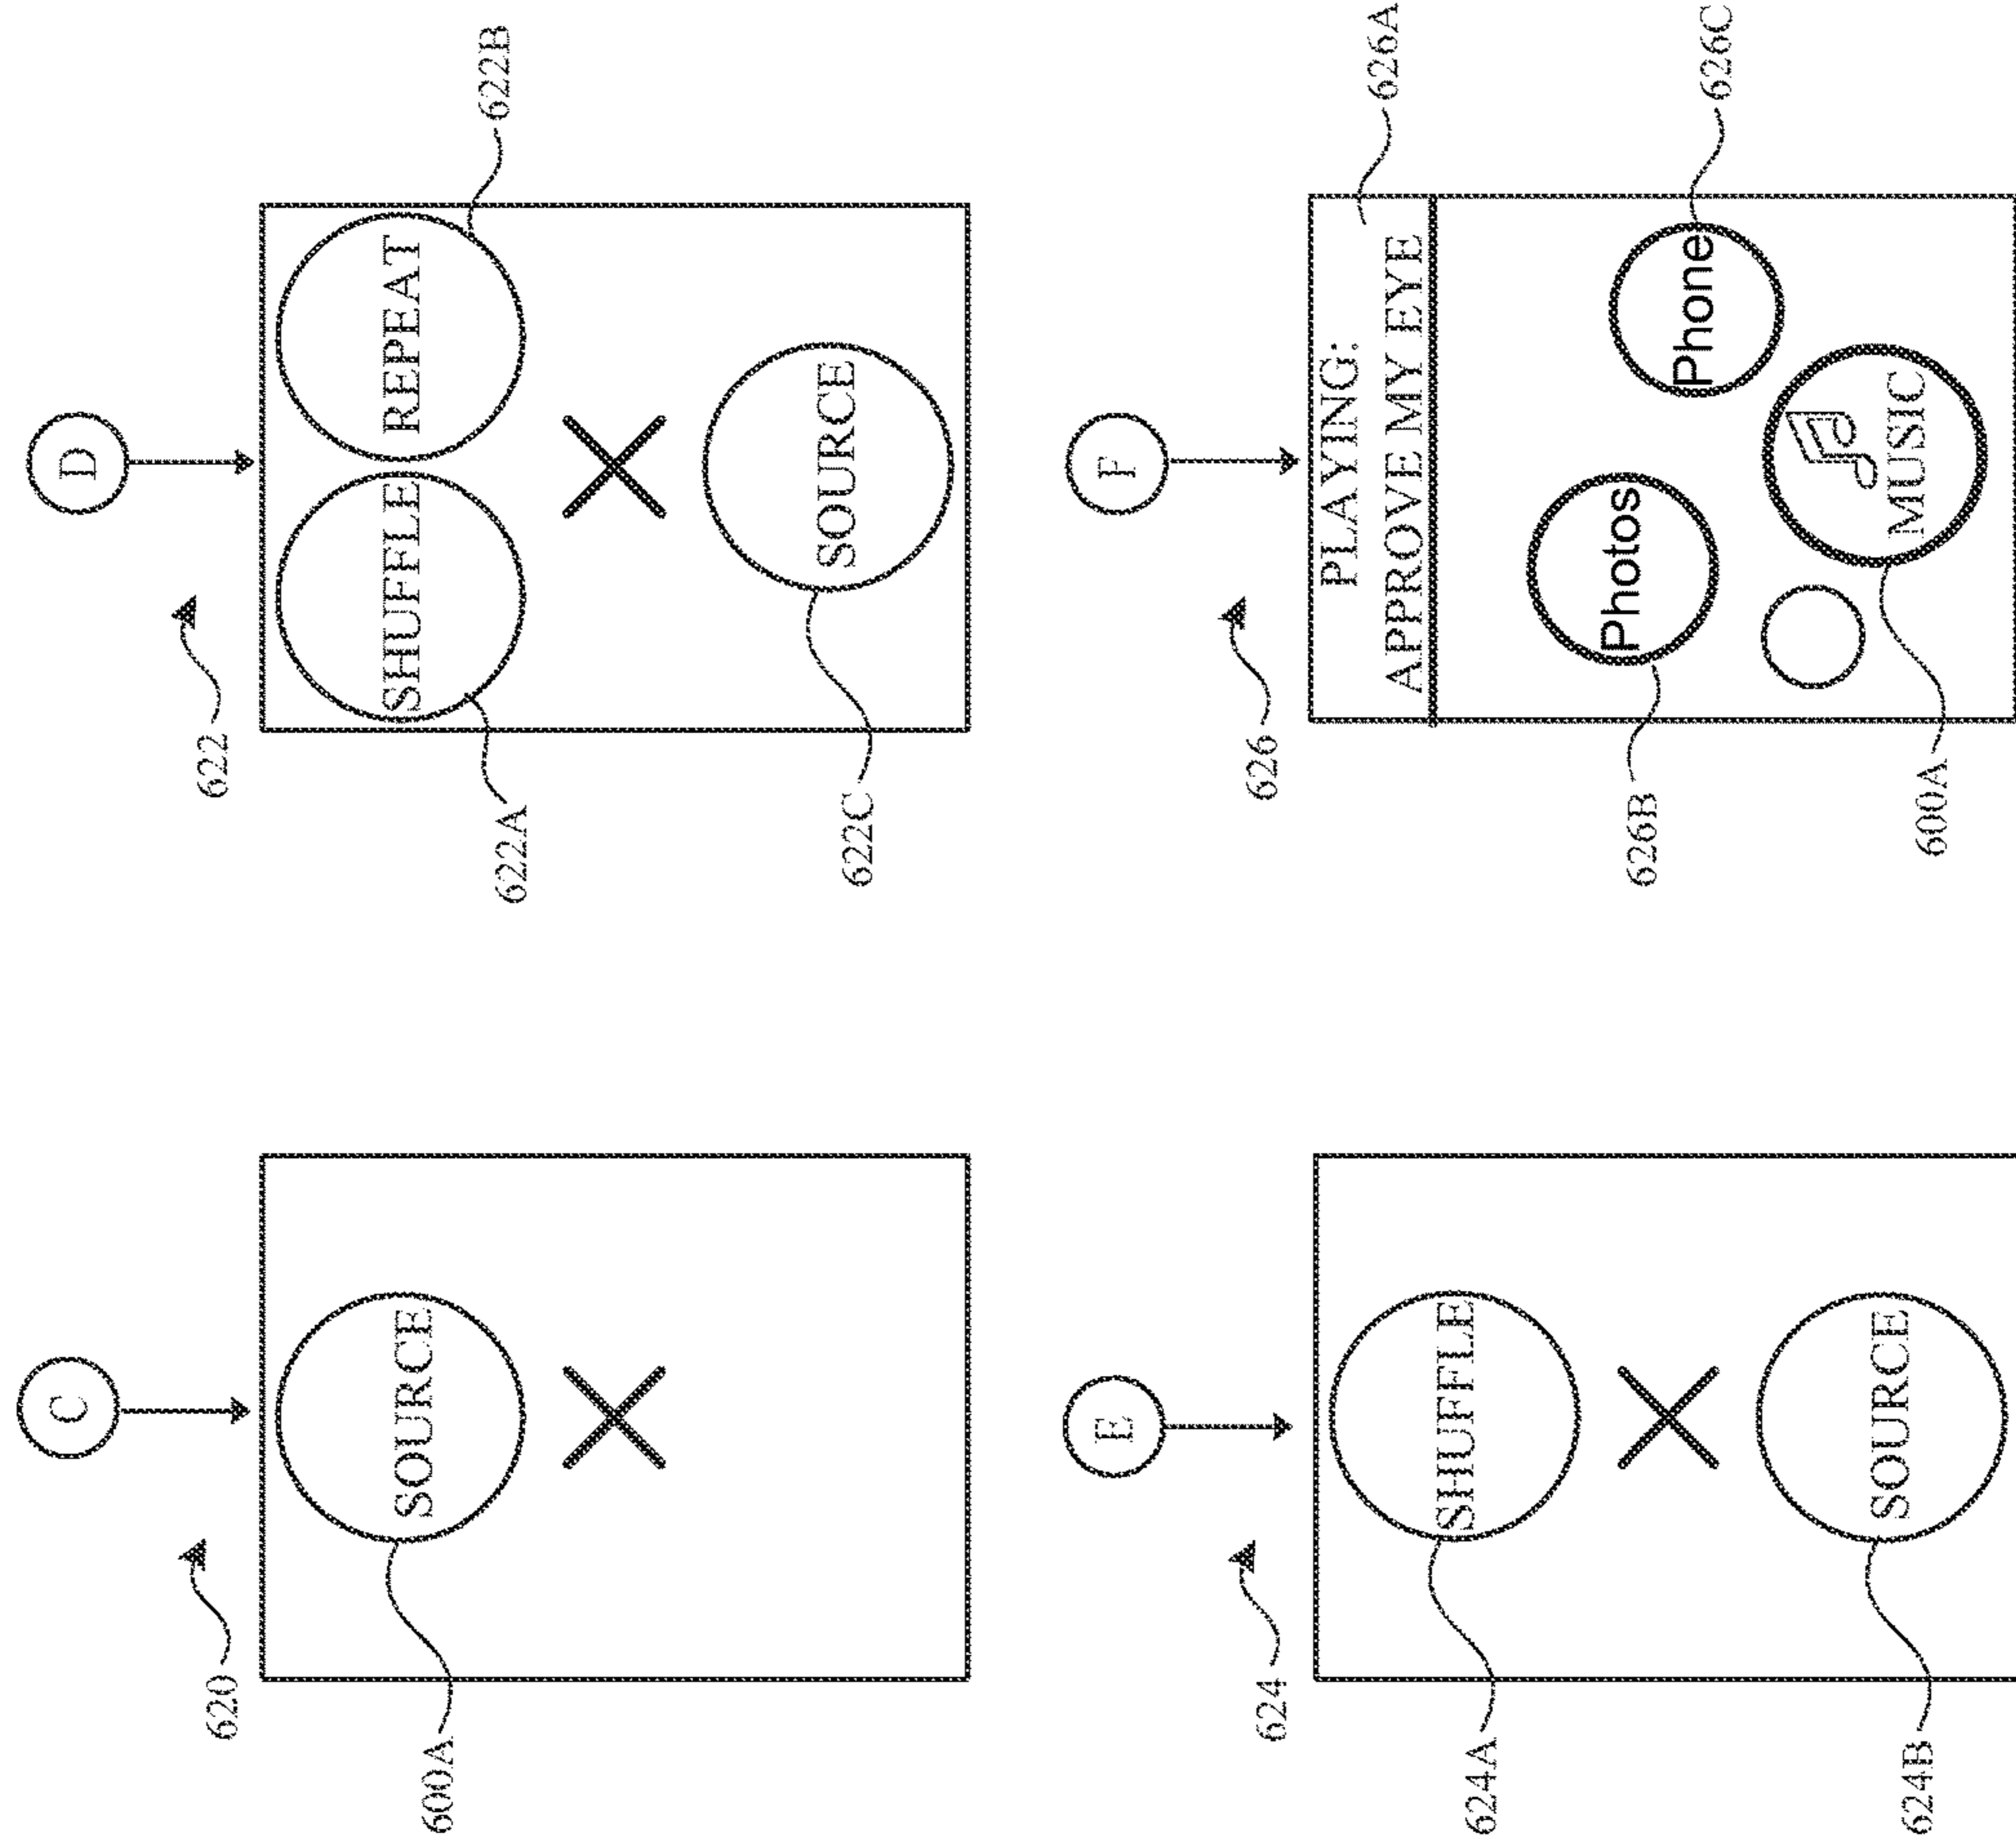 C
620
SOURCE
600A
D
622
SHUFFLE
REPEAT
622A
622B
SOURCE
622C
E
624
SHUFFLE
624A
SOURCE
624B
F
626
PLAYING:
APPROVE MY EYE
626A
Photos
626B
Phone
626C
MUSIC
600A